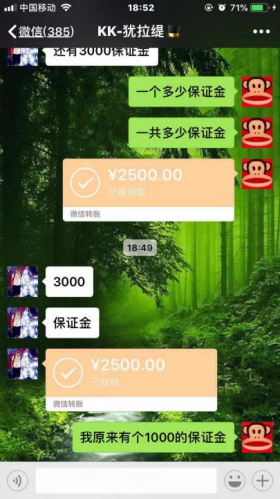 中国移动 18:52 81%
微信(385) KK-犹拉缇
还有3000保证金
一个多少保证金
一共多少保证金
¥2500.00
已被领取
微信转账
18:49
3000
保证金
¥2500.00
已收钱
微信转账
我原来有个1000的保证金